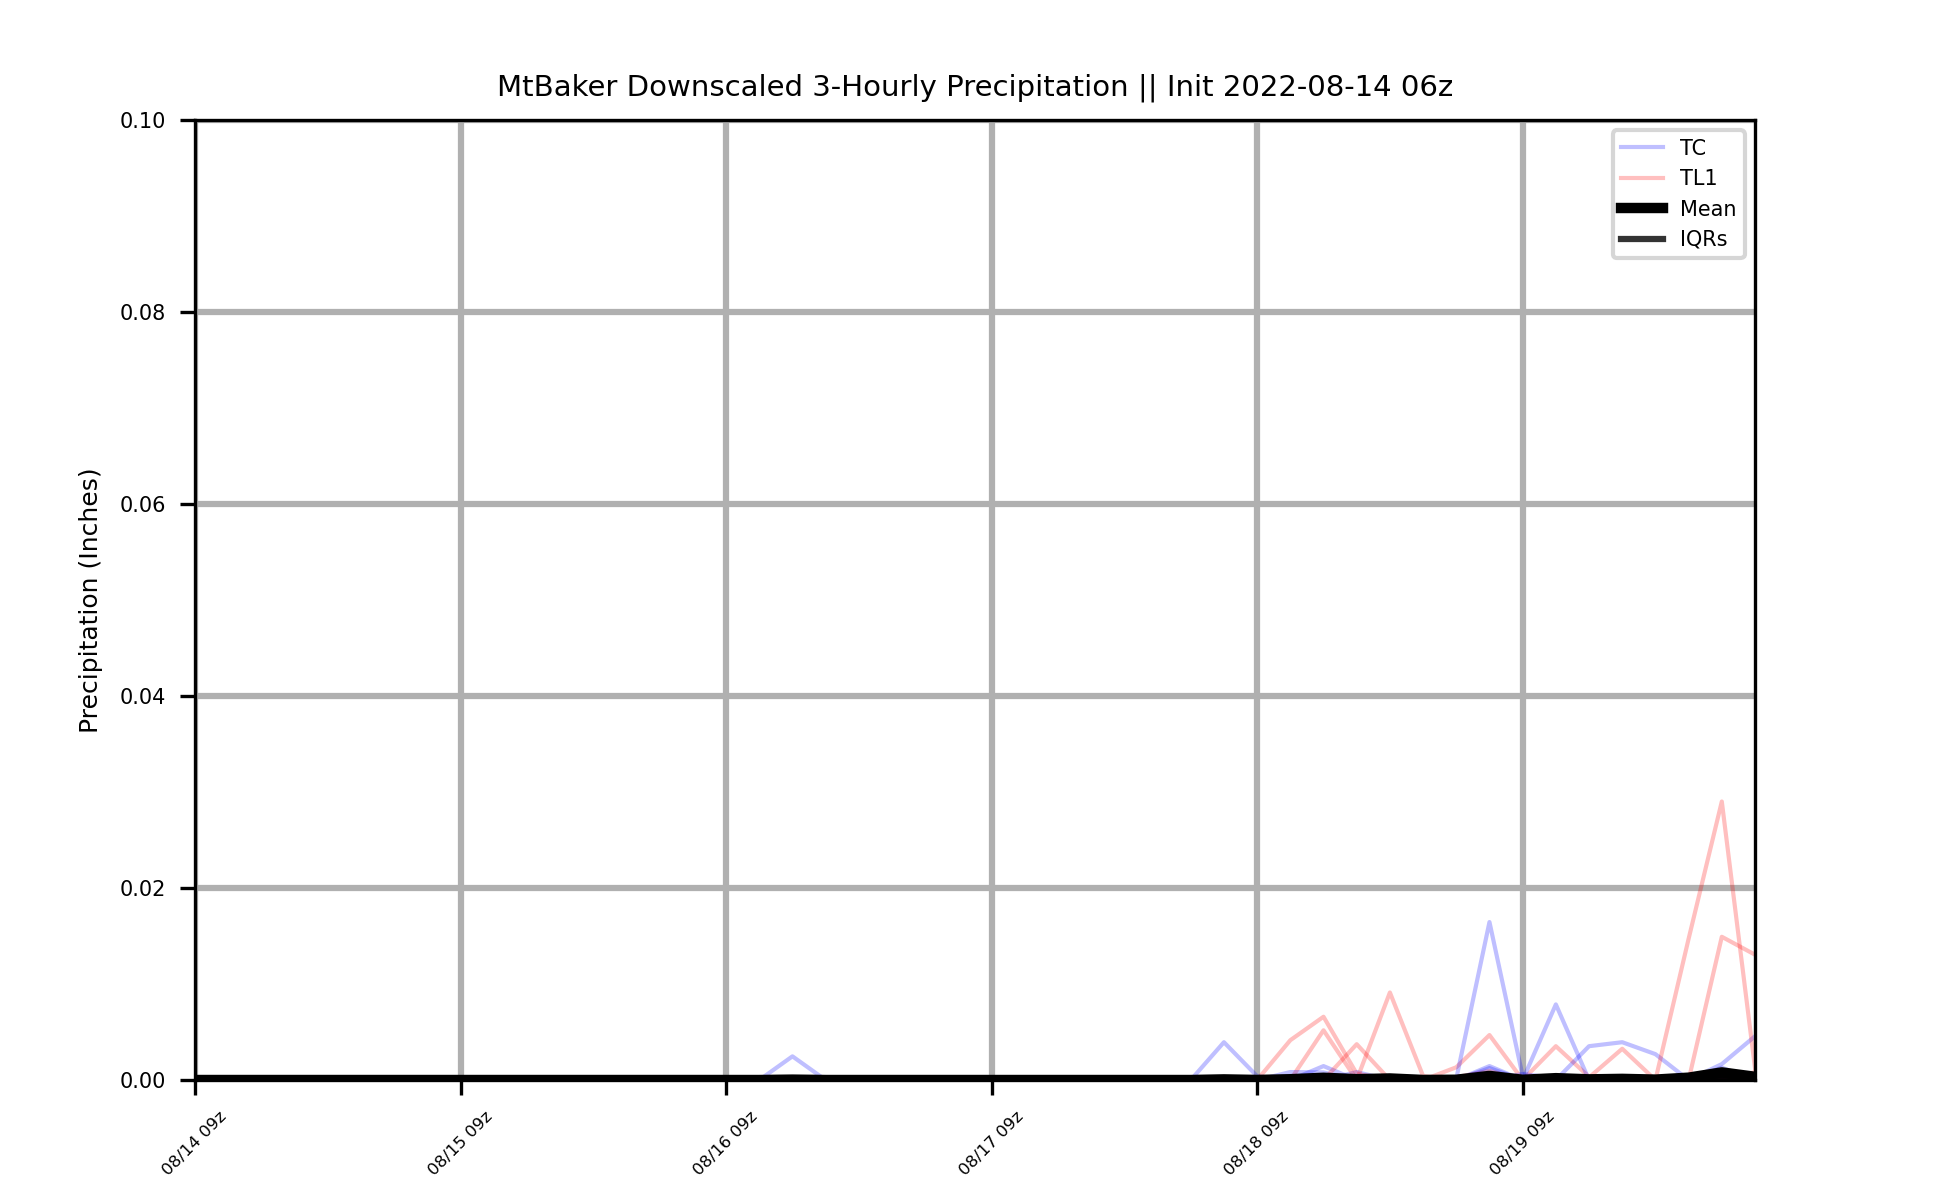 MtBaker Downscaled 3-Hourly Precipitation || Init 2022-08-14 06z
0.10
0.08
0.06
0.04
0.02
0.00
Precipitation (Inches)
TC
TL1
Mean
IQRs
08/14 09z
08/15 09z
08/16 09z
08/17 09z
08/18 09z
08/19 09z